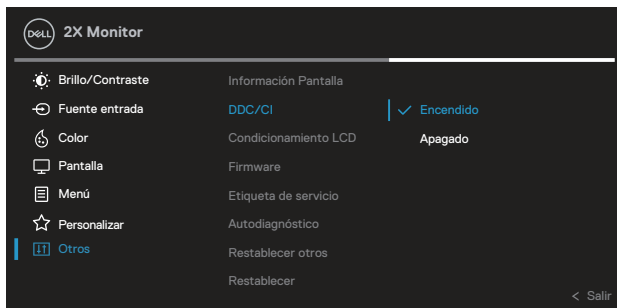 DELL 2X Monitor
Brillo/Contraste
Información Pantalla
Fuente entrada
DDC/CI
Encendido
Color
Condicionamiento LCD
Apagado
Pantalla
Firmware
Menú
Etiqueta de servicio
Personalizar
Autodiagnóstico
Otros
Restablecer otros
Restablecer
< Salir